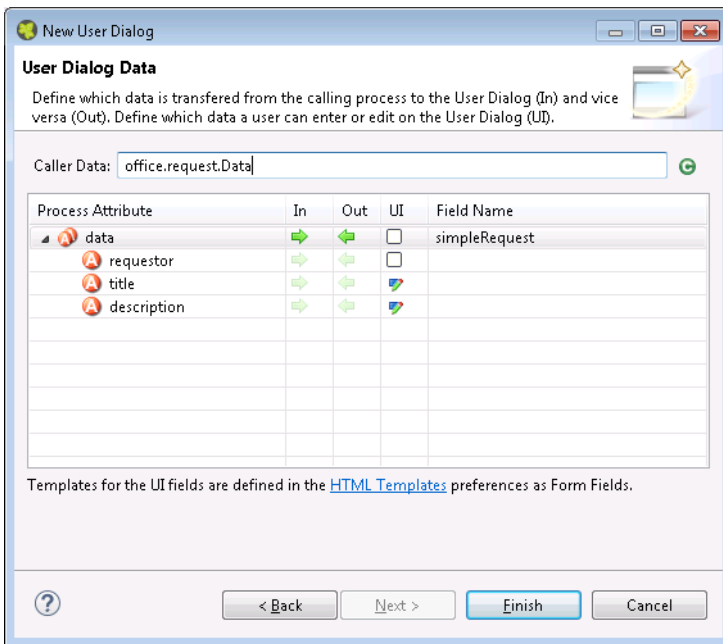 New User Dialog
User Dialog Data
Define which data is transfered from the calling process to the User Dialog (In) and vice
versa (Out). Define which data a user can enter or edit on the User Dialog (UI).
Caller Data: office.request.Data
Process Attribute In Out UI Field Name
data simpleRequest
requestor
title
description
Templates for the UI fields are defined in the HTML Templates preferences as Form Fields.
< Back Next > Finish Cancel